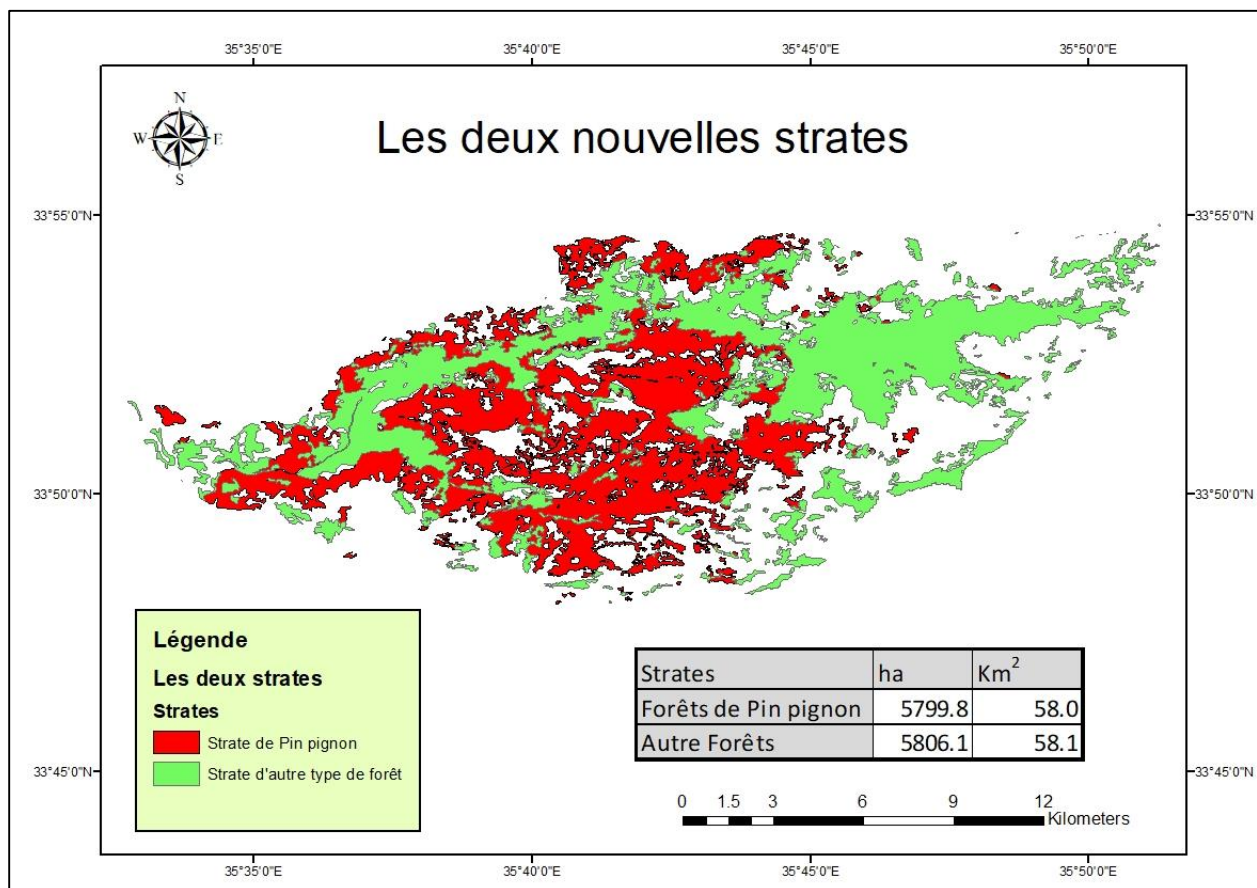 35°35'0"E 35°40'0"E 35°45'0"E 35°50'0"E
N
W E
S
Les deux nouvelles strates
33°55'0"N 33°55'0"N
33°50'0"N 33°50'0"N
Légende
Les deux strates
Strates
Strate de Pin pignon
Strate d'autre type de forêt
Strates ha Km²
Forêts de Pin pignon 5799.8 58.0
Autre Forêts 5806.1 58.1
33°45'0"N 33°45'0"N
0 1.5 3 6 9 12
Kilometers
35°35'0"E 35°40'0"E 35°45'0"E 35°50'0"E